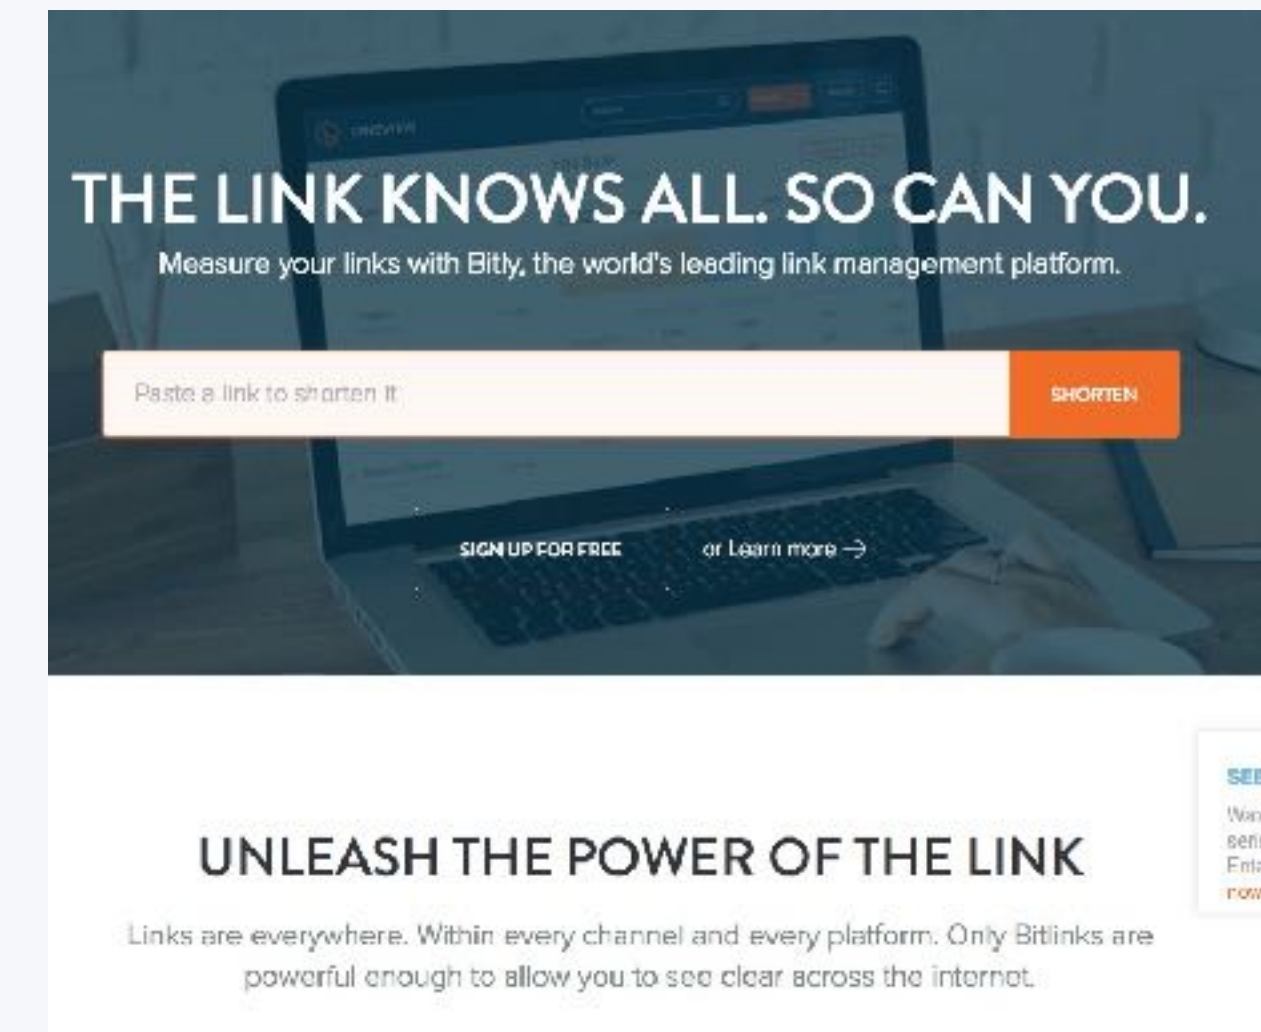 THE LINK KNOWS ALL. SO CAN YOU.
Measure your links with Bitly, the world's leading link management platform.
Paste a link to shorten it
SHORTEN
SIGN UP FOR FREE
or Learn more →
UNLEASH THE POWER OF THE LINK
Links are everywhere. Within every channel and every platform. Only Bitlinks are
powerful enough to allow you to see clear across the internet.
now